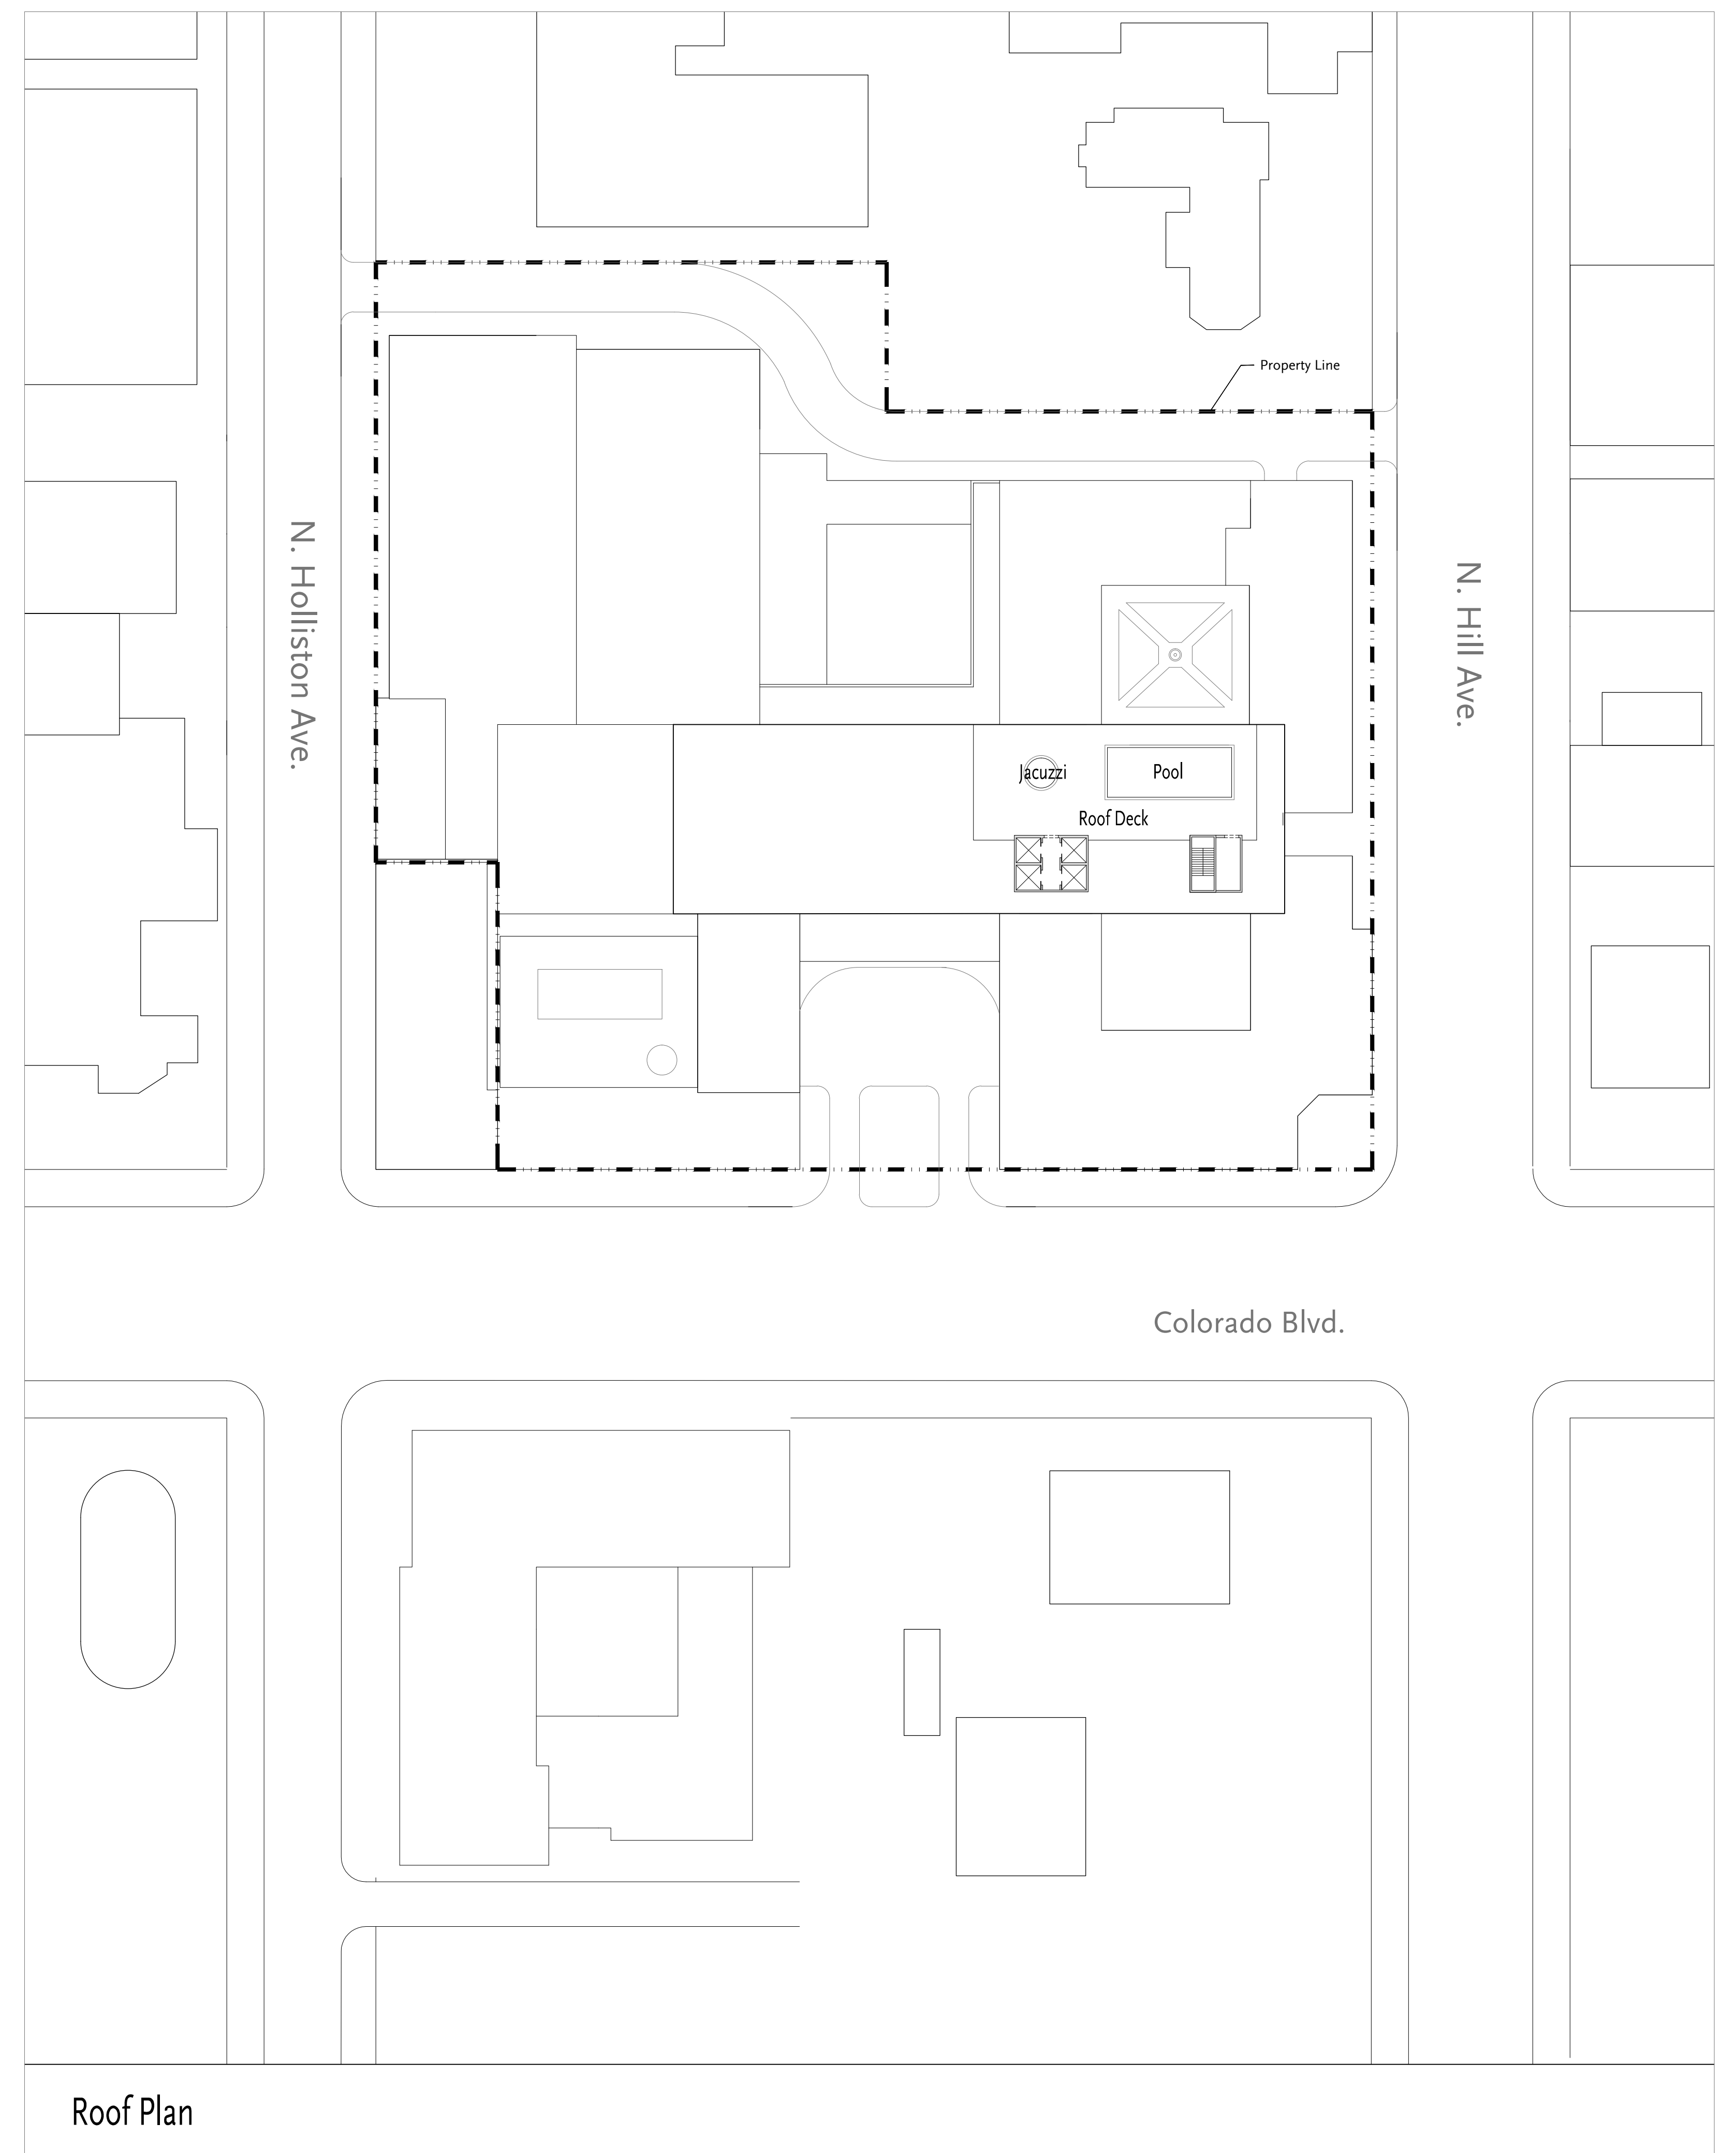 Property Line
N. Holliston Ave.
N. Hill Ave.
Jacuzzi
Pool
Roof Deck
Colorado Blvd.
Roof Plan